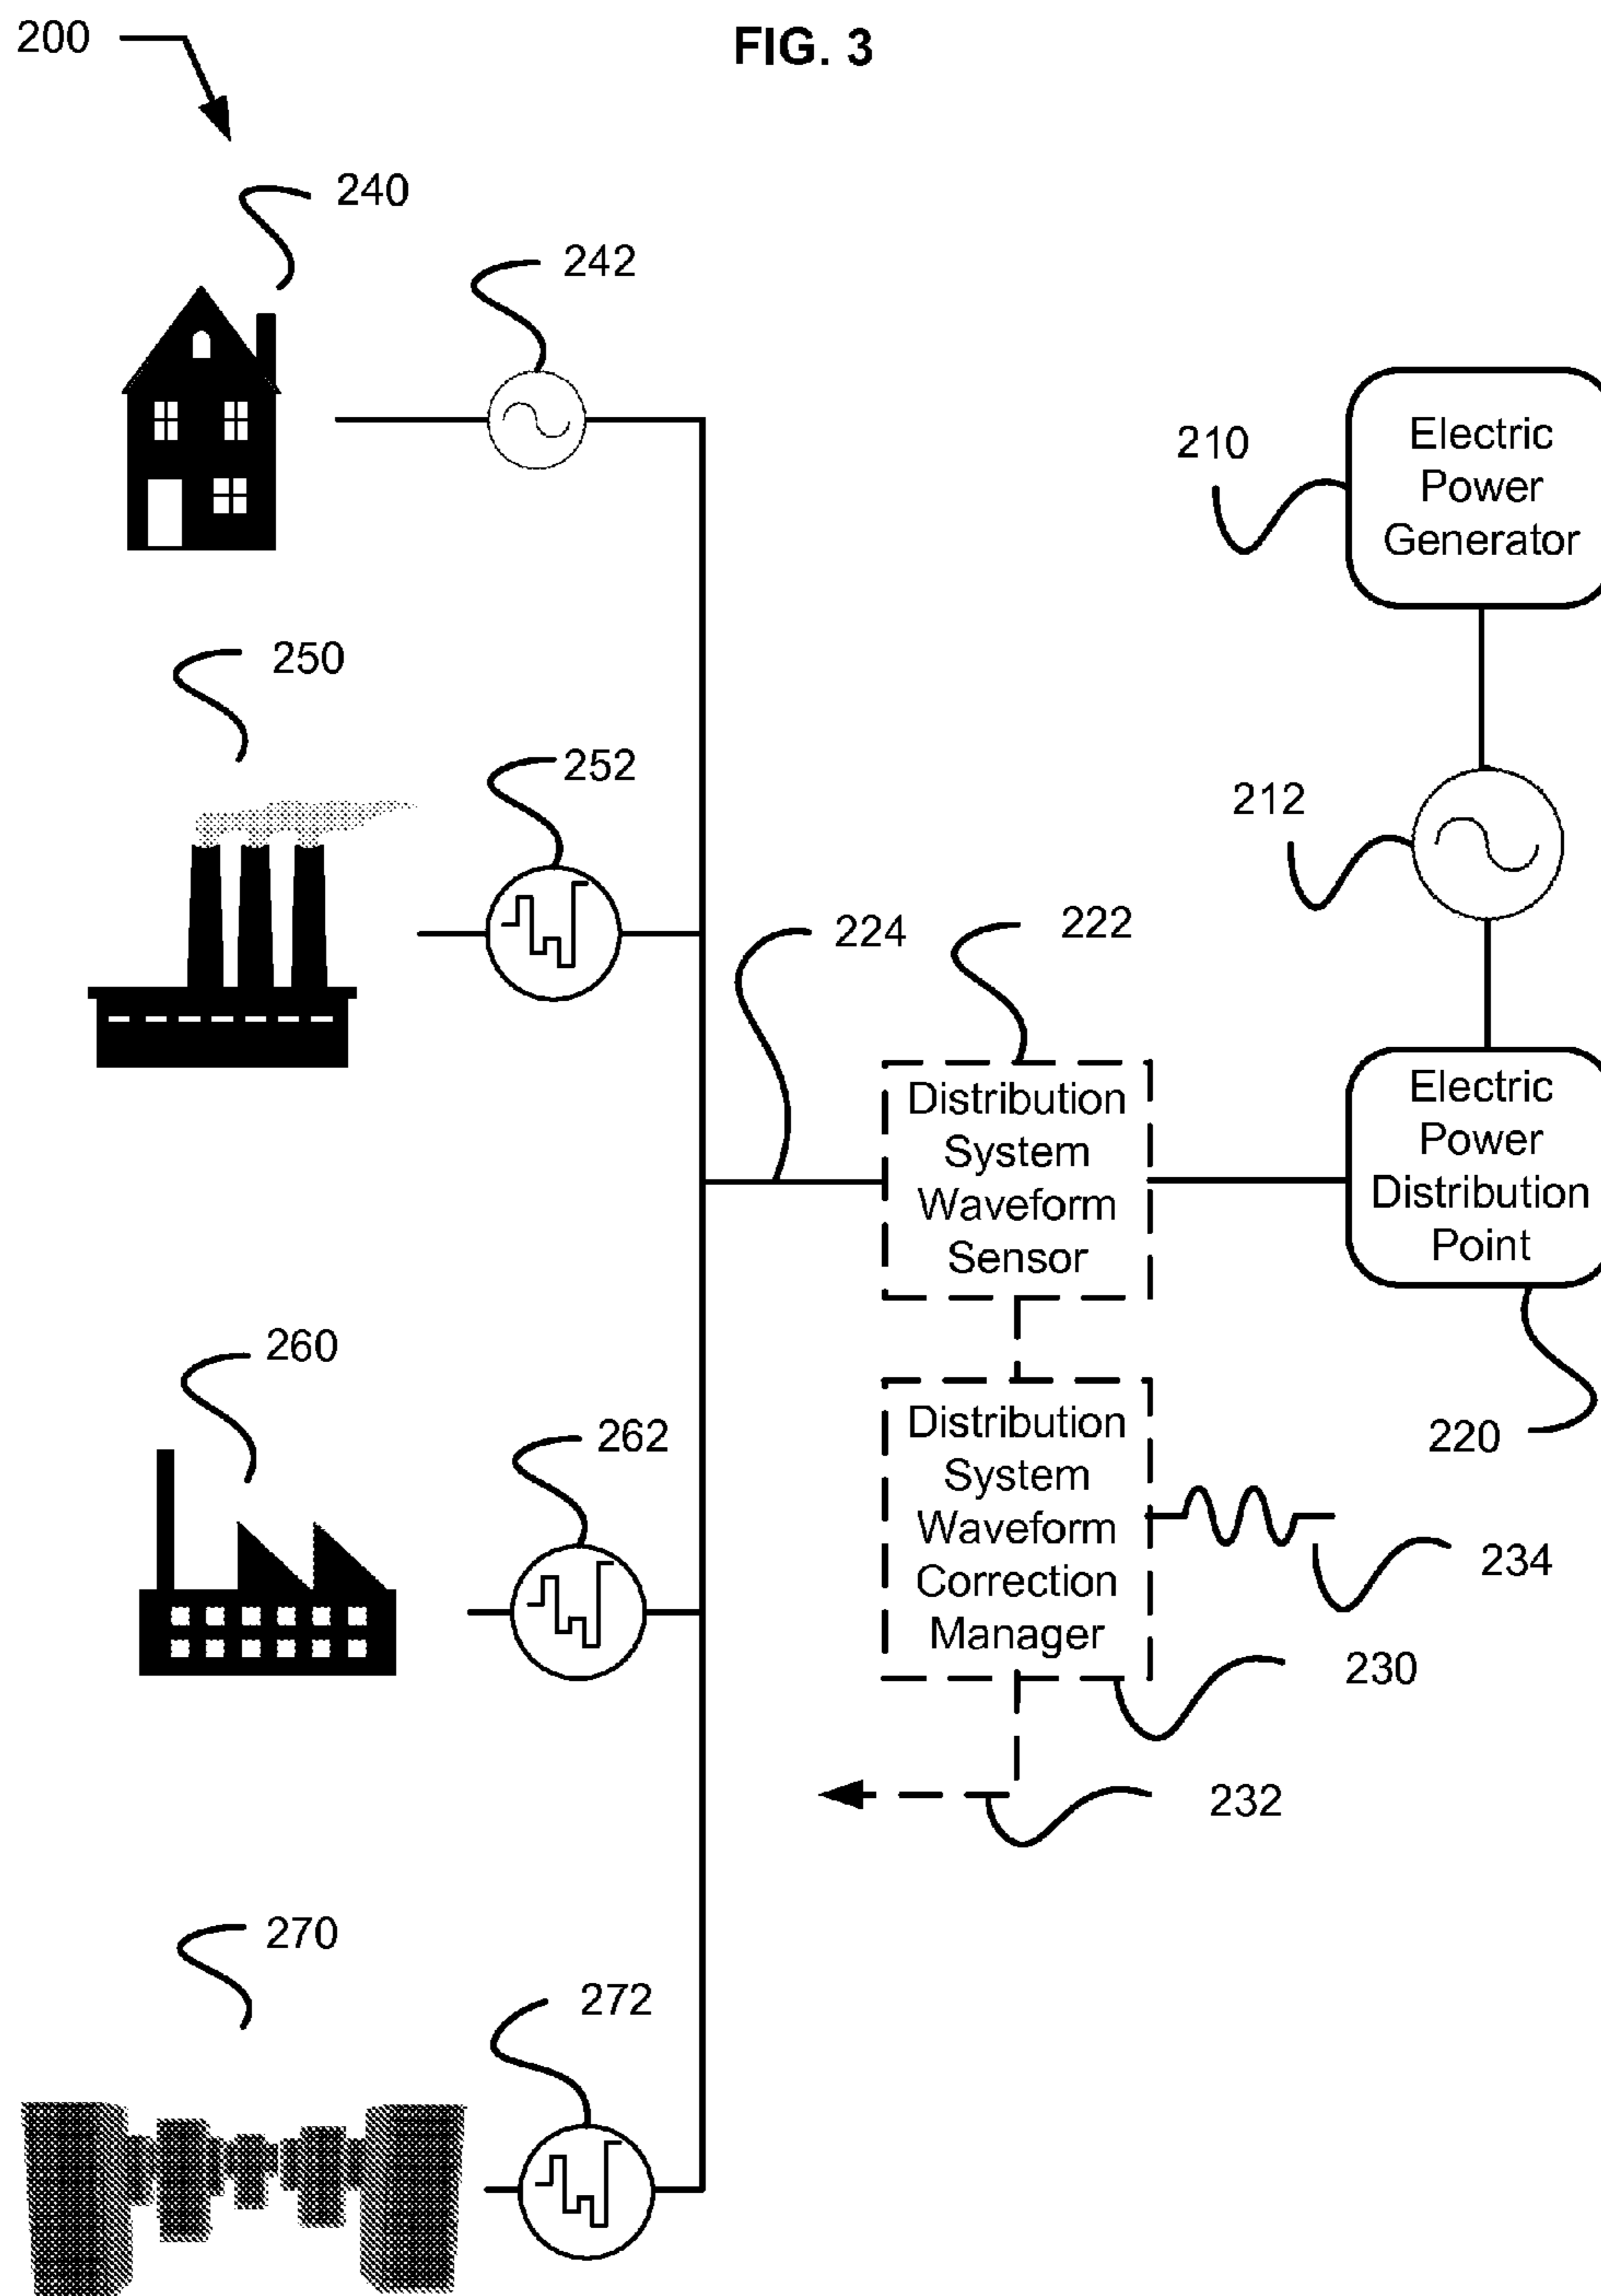 200
FIG. 3
240
242
210
Electric
Power
Generator
250
252
212
224
222
Distribution
System
Waveform
Sensor
Electric
Power
Distribution
Point
260
262
Distribution
System
Waveform
Correction
Manager
220
234
230
232
270
272